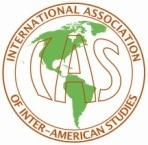 INTERNATIONAL ASSOCIATION
IAS
OF INTER-AMERICAN STUDIES